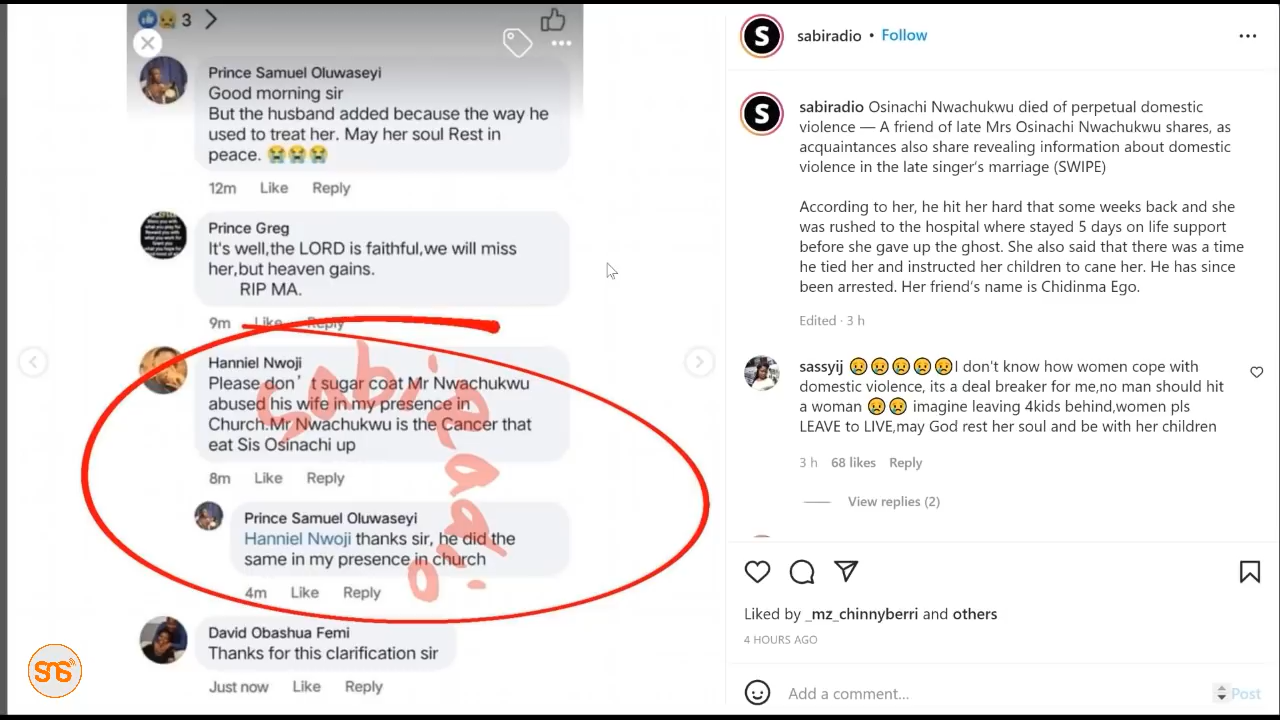 3
Prince Samuel Oluwaseyi
Good morning sir
But the husband added because the way he
used to treat her. May her soul Rest in
peace. 😭😭😭
12m Like Reply
Prince Greg
It's well,the LORD is faithful,we will miss
her,but heaven gains.
RIP MA.
9m Like Reply
Hanniel Nwoji
Please don't sugar coat Mr Nwachukwu
abused his wife in my presence in
Church.Mr Nwachukwu is the Cancer that
eat Sis Osinachi up
8m Like Reply
Prince Samuel Oluwaseyi
Hanniel Nwoji thanks sir, he did the
same in my presence in church
4m Like Reply
David Obashua Femi
Thanks for this clarification sir
Just now Like Reply
Sabi Radio
SNS
S
sabiradio • Follow
S
sabiradio Osinachi Nwachukwu died of perpetual domestic
violence — A friend of late Mrs Osinachi Nwachukwu shares, as
acquaintances also share revealing information about domestic
violence in the late singer's marriage (SWIPE)
According to her, he hit her hard that some weeks back and she
was rushed to the hospital where stayed 5 days on life support
before she gave up the ghost. She also said that there was a time
he tied her and instructed her children to cane her. He has since
been arrested. Her friend's name is Chidinma Ego.
Edited · 3 h
sassyij 😢😢😢😢😢I don't know how women cope with
domestic violence, its a deal breaker for me,no man should hit
a woman 😢😢 imagine leaving 4kids behind,women pls
LEAVE to LIVE,may God rest her soul and be with her children
3 h 68 likes Reply
View replies (2)
Liked by _mz_chinnyberri and others
4 HOURS AGO
Add a comment... Post